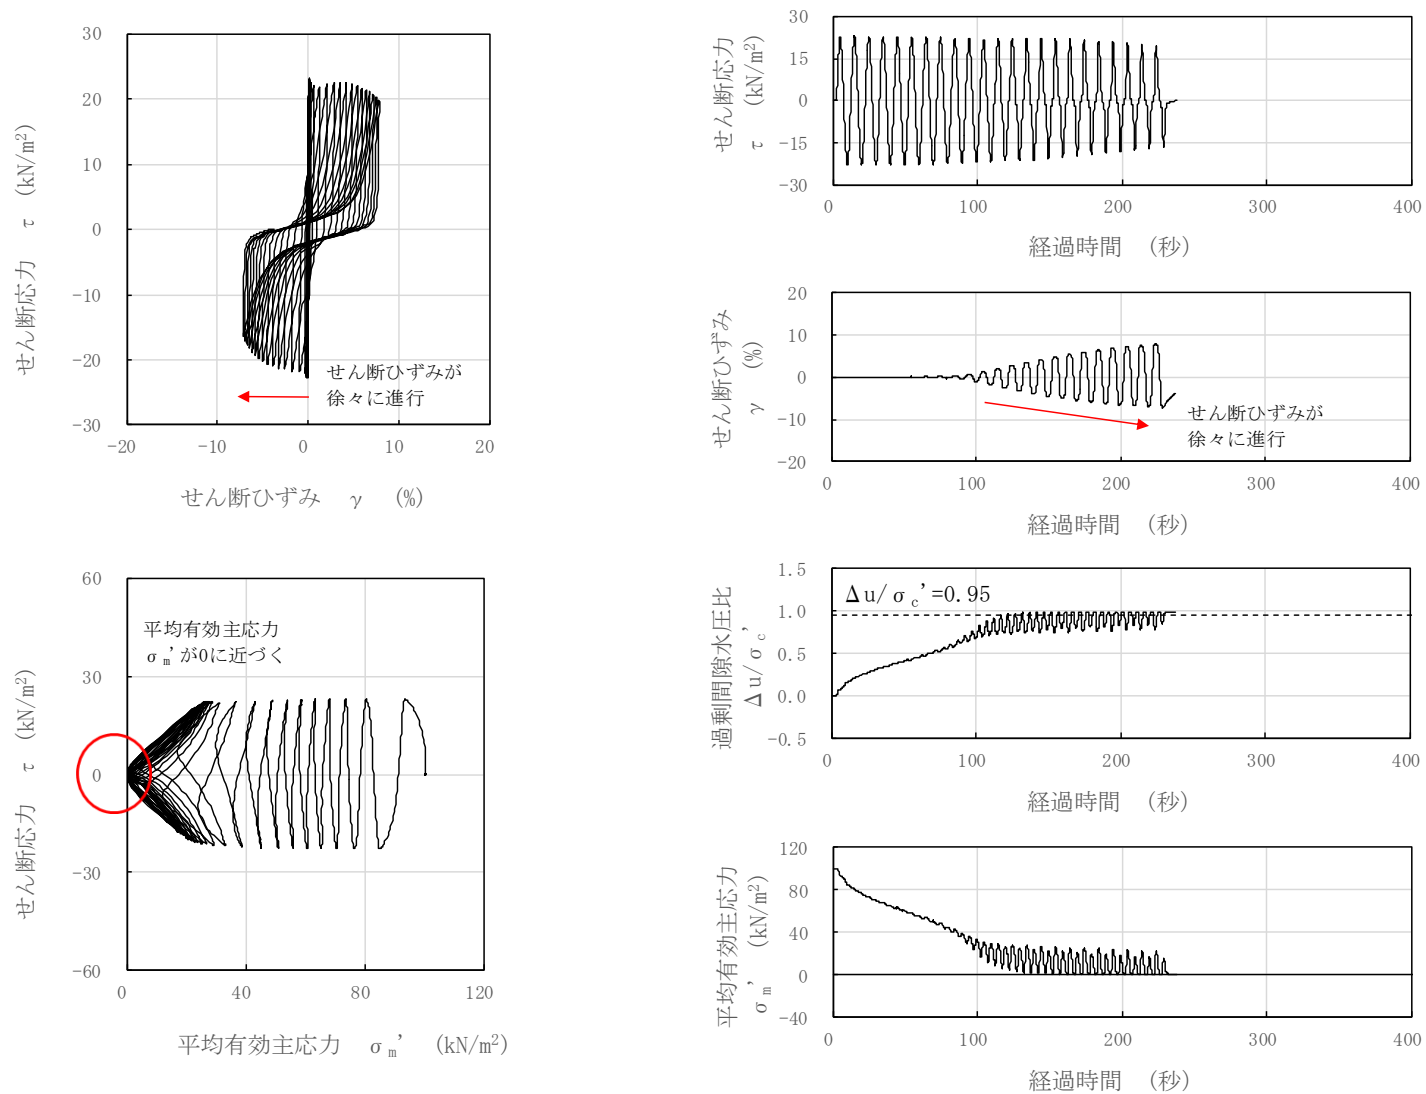 30
20
10
0
-10
-20
-30
せん断応力 τ (kN/m²)
せん断ひずみが
徐々に進行
-20
-10
0
10
20
せん断ひずみ γ (%)
60
30
0
-30
-60
せん断応力 τ (kN/m²)
平均有効主応力
σm'が0に近づく
0
40
80
120
平均有効主応力 σm' (kN/m²)
30
15
0
-15
-30
せん断応力
τ (kN/m²)
0
100
200
300
400
経過時間 (秒)
20
10
0
-10
-20
せん断ひずみ
γ (%)
せん断ひずみが
徐々に進行
0
100
200
300
400
経過時間 (秒)
1.5
1.0
0.5
0.0
-0.5
過剰間隙水圧比
Δu/σc'
Δu/σc'=0.95
0
100
200
300
400
経過時間 (秒)
120
80
40
0
-40
平均有効主応力
σm' (kN/m²)
0
100
200
300
400
経過時間 (秒)